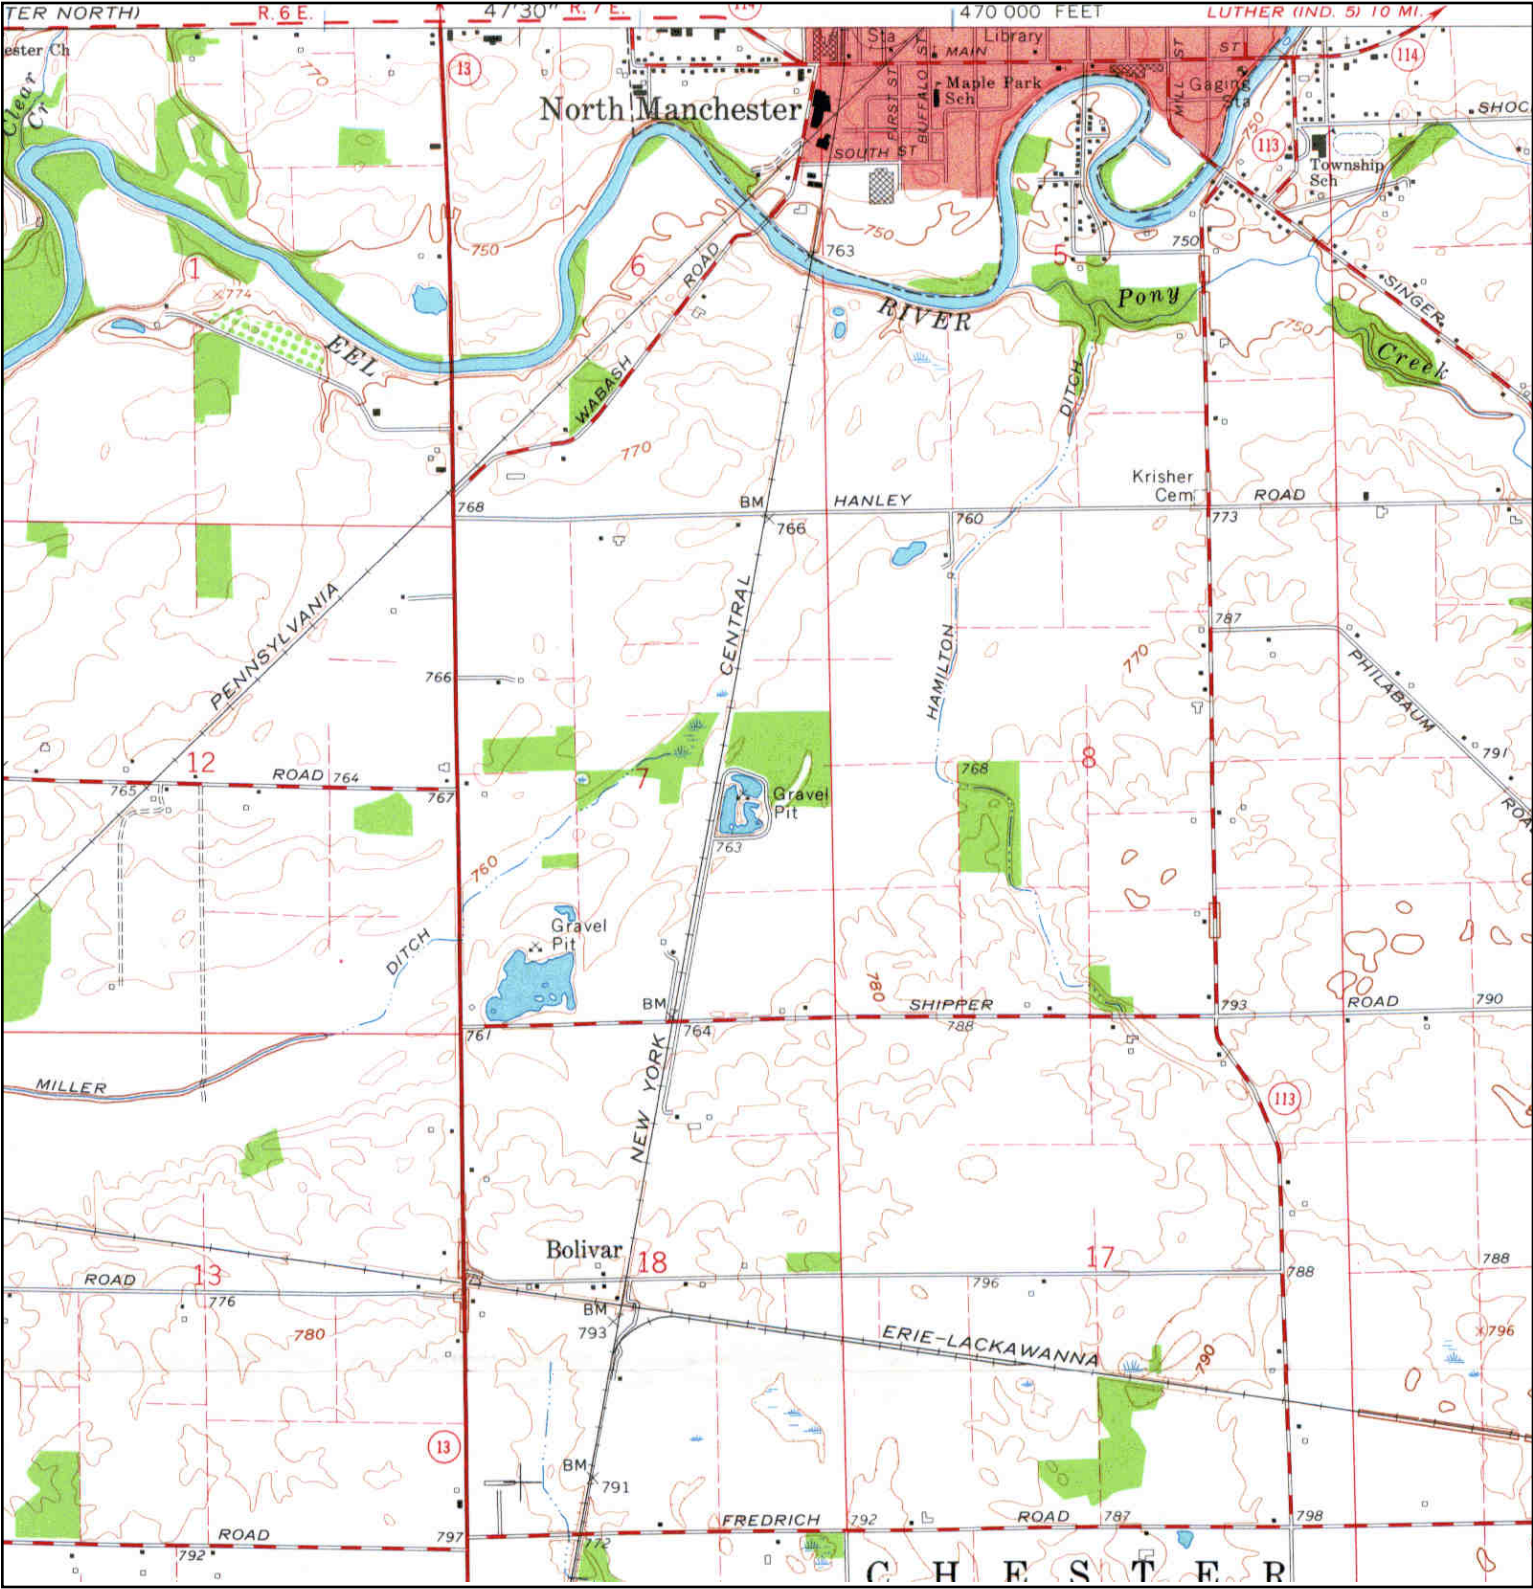 TER NORTH)
R. 6 E.
47'30"
R. 7 E.
114
470 000 FEET
LUTHER (IND. 5) 10 MI.
ester Ch
Clear
Cr
770
13
Sta
Library
MAIN
ST
114
North Manchester
FIRST ST
BUFFALO ST
Maple Park
Sch
MILL ST
Gaging
Sta
750
113
SHOC
SOUTH ST
Township
Sch
750
763
750
750
5
1
774
6
ROAD
Pony
RIVER
SINGER
750
Creek
EEL
WABASH
DITCH
770
Krisher
Cem
768
BM
766
HANLEY
760
ROAD
773
PENNSYLVANIA
CENTRAL
HAMILTON
787
770
PHILABAUM
766
791
12
ROAD 764
765
767
7
768
8
ROA
Gravel
Pit
763
760
Gravel
Pit
DITCH
BM
764
761
780
SHIPPER
788
793
ROAD
790
MILLER
NEW YORK
113
Bolivar
18
17
788
788
ROAD
13
776
796
BM
793
780
ERIE-LACKAWANNA
790
796
13
BM
791
ROAD
797
792
772
FREDRICH
792
ROAD
787
798
CHESTER